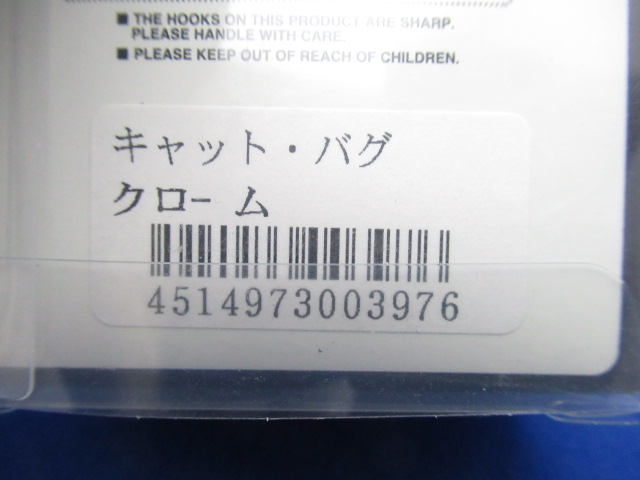 ■ THE HOOKS ON THIS PRODUCT ARE SHARP.
PLEASE HANDLE WITH CARE.
■ PLEASE KEEP OUT OF REACH OF CHILDREN.
キャット・バグ
クローム
4514973003976